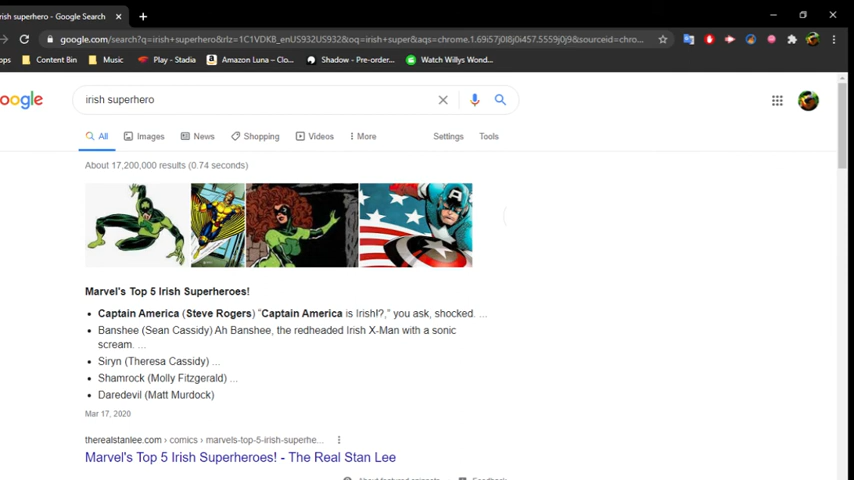 irish superhero - Google Search
google.com/search?q=irish+superhero&rlz=1C1VDKB_enUS932US932&oq=irish+super&aqs=chrome.1.69i57j0l8j0i457.5559j0j9&sourceid=chro...
Content Bin Music Play - Stadia Amazon Luna – Clo... Shadow - Pre-order... Watch Willys Wond...
oogle irish superhero
All Images News Shopping Videos More Settings Tools
About 17,200,000 results (0.74 seconds)
Marvel's Top 5 Irish Superheroes!
Captain America (Steve Rogers) "Captain America is Irish!?," you ask, shocked. ...
Banshee (Sean Cassidy) Ah Banshee, the redheaded Irish X-Man with a sonic
scream. ...
Siryn (Theresa Cassidy) ...
Shamrock (Molly Fitzgerald) ...
Daredevil (Matt Murdock)
Mar 17, 2020
therealstanlee.com › comics › marvels-top-5-irish-superhe...
Marvel's Top 5 Irish Superheroes! - The Real Stan Lee